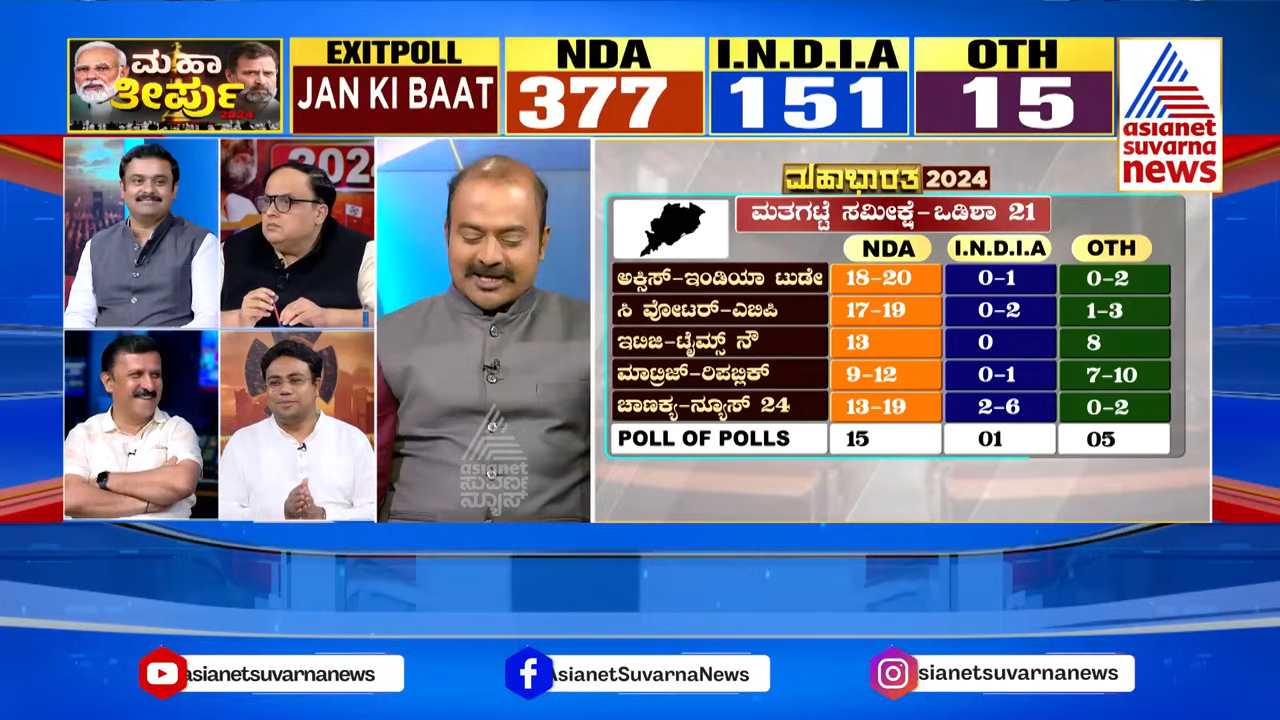 ಮಹಾ
ತೀರ್ಪು
2024
EXITPOLL
JAN KI BAAT
NDA
377
I.N.D.I.A
151
OTH
15
asianet
suvarna
news
2024
ಮಹಾಭಾರತ 2024
ಮತಗಟ್ಟೆ ಸಮೀಕ್ಷೆ-ಒಡಿಶಾ 21
NDA I.N.D.I.A OTH
ಅಕ್ಸಿಸ್-ಇಂಡಿಯಾ ಟುಡೇ 18-20 0-1 0-2
ಸಿ ವೋಟರ್-ಎಬಿಪಿ 17-19 0-2 1-3
ಇಟಿಜಿ-ಟೈಮ್ಸ್ ನೌ 13 0 8
ಮಾಟ್ರಿಜ್-ರಿಪಬ್ಲಿಕ್ 9-12 0-1 7-10
ಚಾಣಕ್ಯ-ನ್ಯೂಸ್ 24 13-19 2-6 0-2
POLL OF POLLS 15 01 05
asianet
ಸುವರ್ಣ
ನ್ಯೂಸ್
asianetsuvarnanews
AsianetSuvarnaNews
asianetsuvarnanews